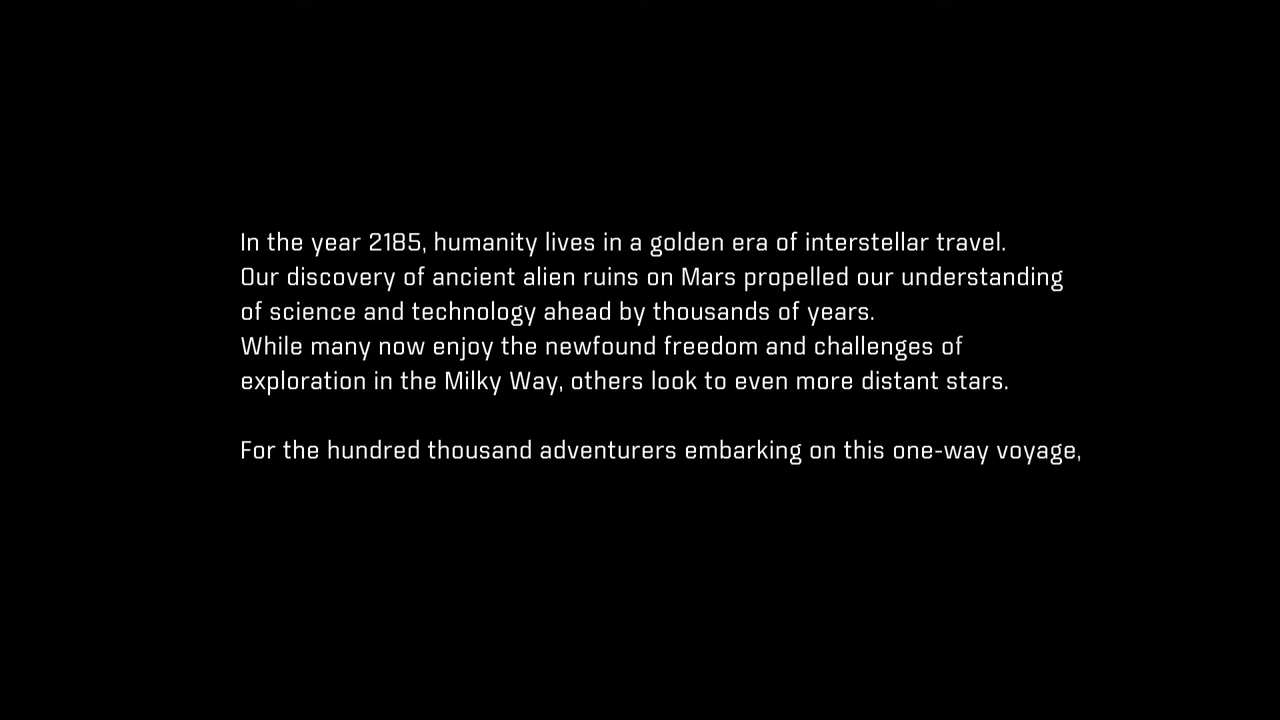 In the year 2185, humanity lives in a golden era of interstellar travel.
Our discovery of ancient alien ruins on Mars propelled our understanding
of science and technology ahead by thousands of years.
While many now enjoy the newfound freedom and challenges of
exploration in the Milky Way, others look to even more distant stars.
For the hundred thousand adventurers embarking on this one-way voyage,